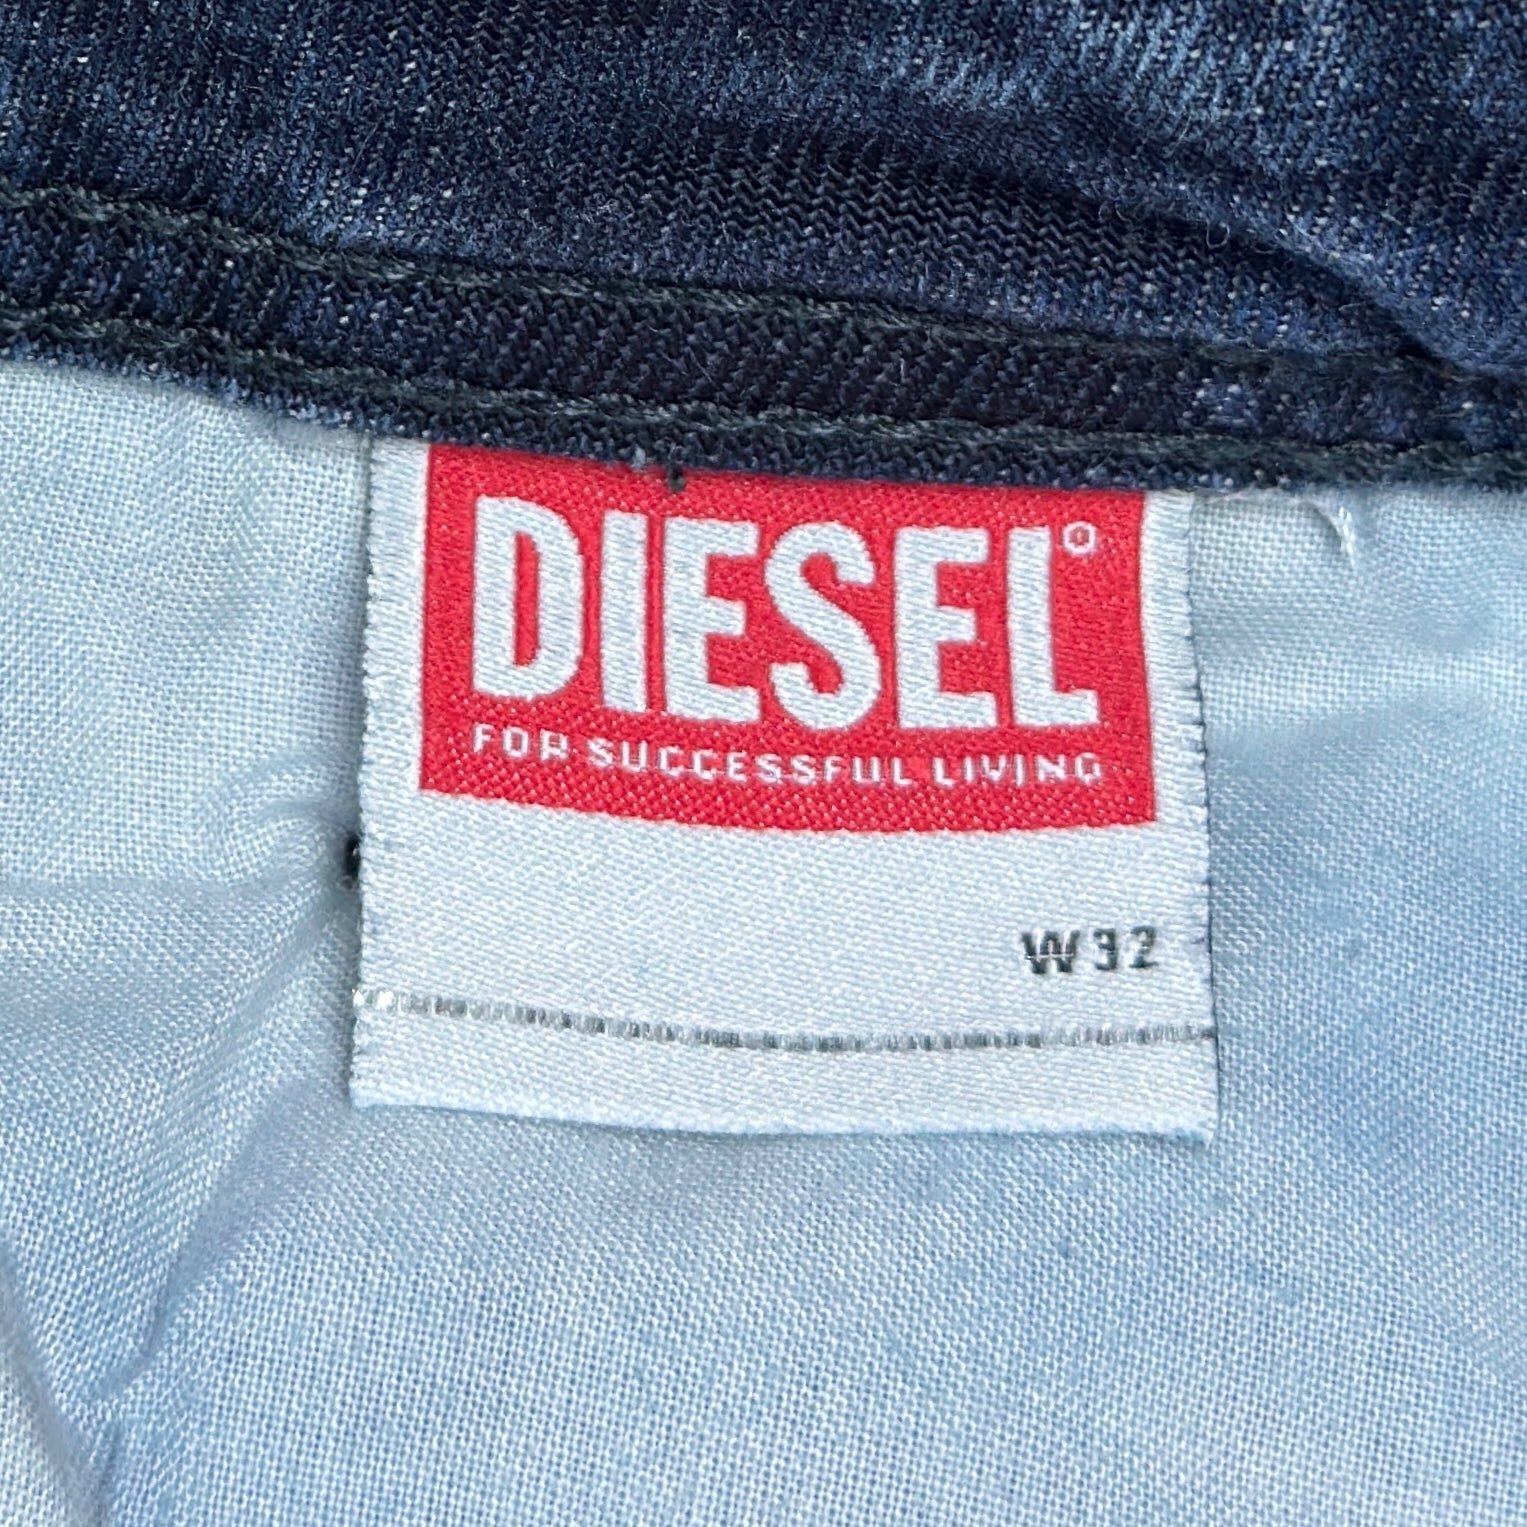 DIESEL®
FOR SUCCESSFUL LIVING
W32